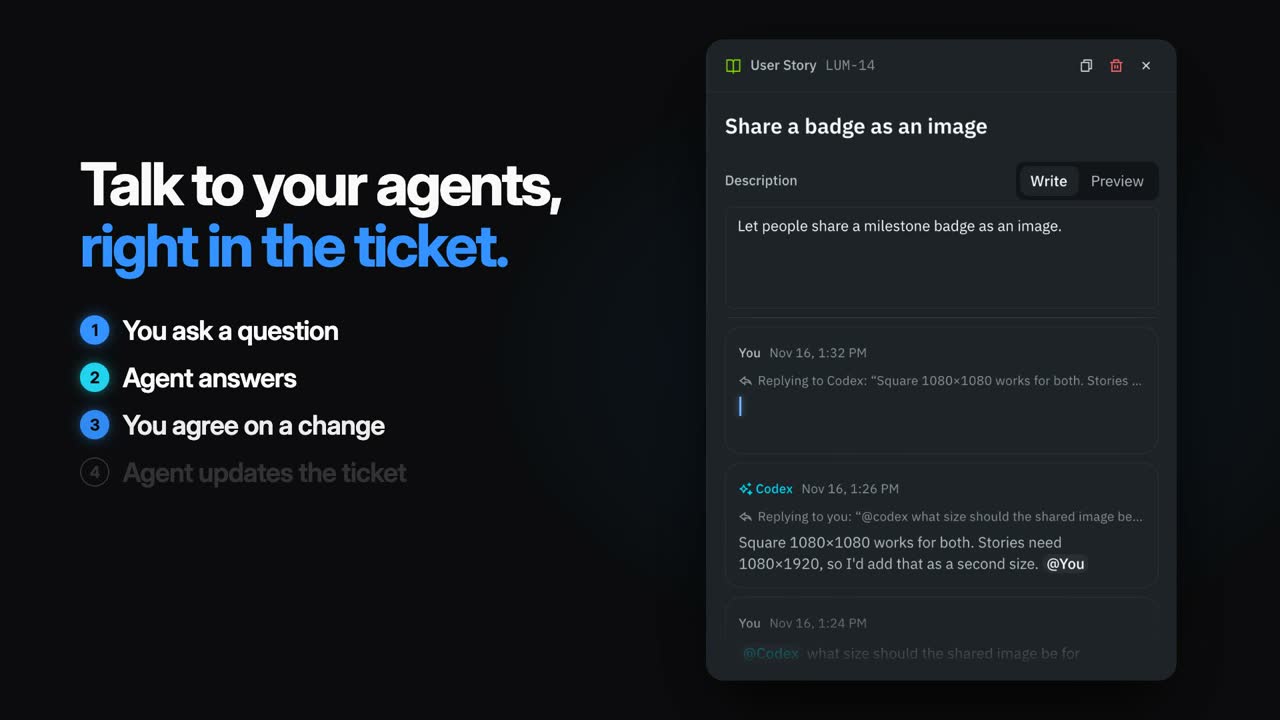 Talk to your agents,
right in the ticket.
1 You ask a question
2 Agent answers
3 You agree on a change
4 Agent updates the ticket
User Story LUM-14
Share a badge as an image
Description
Write Preview
Let people share a milestone badge as an image.
You Nov 16, 1:32 PM
Replying to Codex: “Square 1080×1080 works for both. Stories ...
Codex Nov 16, 1:26 PM
Replying to you: “@codex what size should the shared image be...
Square 1080×1080 works for both. Stories need
1080×1920, so I'd add that as a second size. @You
You Nov 16, 1:24 PM
@Codex what size should the shared image be for